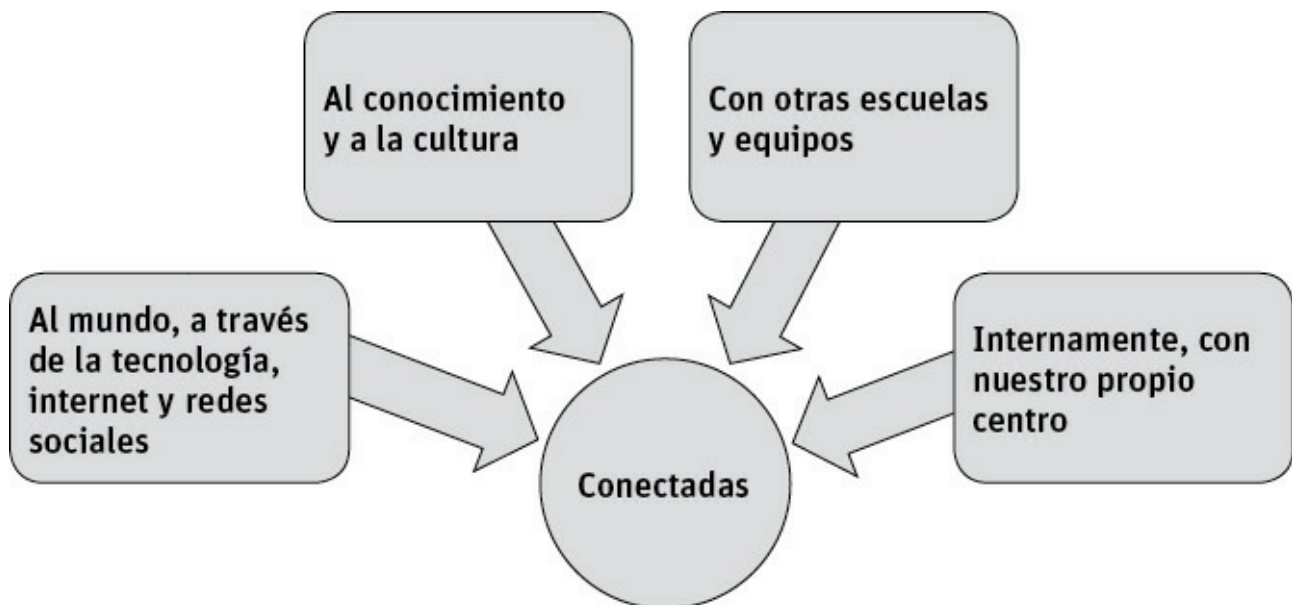 Al conocimiento
y a la cultura
Con otras escuelas
y equipos
Al mundo, a través
de la tecnología,
internet y redes
sociales
Internamente, con
nuestro propio
centro
Conectadas